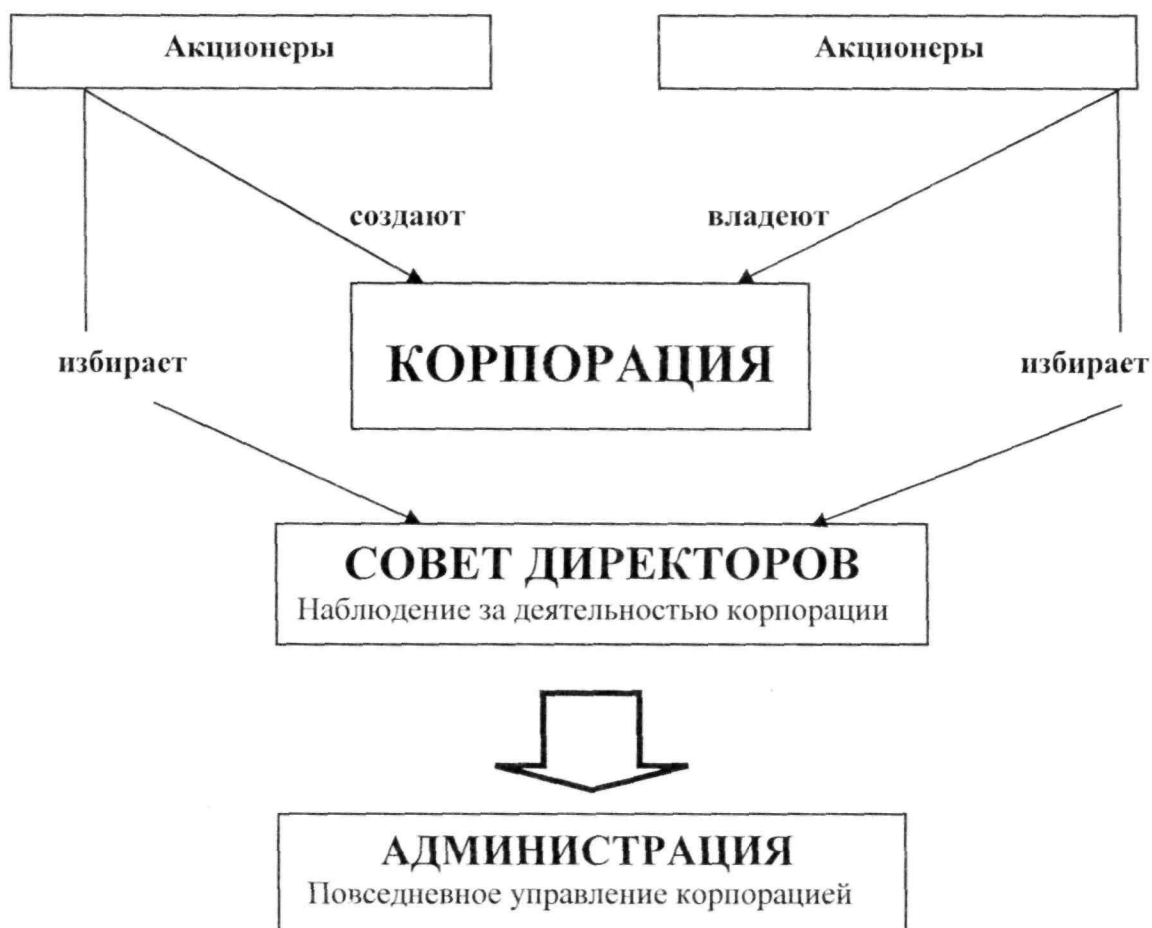 Акционеры
Акционеры
создают
владеют
КОРПОРАЦИЯ
избирает
избирает
СОВЕТ ДИРЕКТОРОВ
Наблюдение за деятельностью корпорации
АДМИНИСТРАЦИЯ
Повседневное управление корпорацией